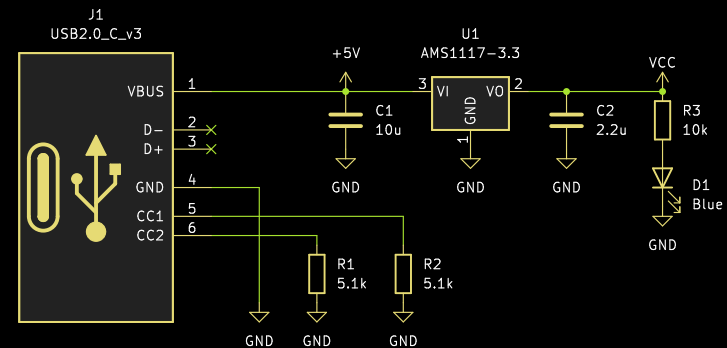 J1
USB2.0_C_v3
VBUS 1
D- 2
D+ 3
GND 4
CC1 5
CC2 6
+5V
C1
10u
GND
U1
AMS1117-3.3
3 VI VO 2
GND
1
GND
C2
2.2u
GND
VCC
R3
10k
D1
Blue
GND
R1
5.1k
R2
5.1k
GND GND GND